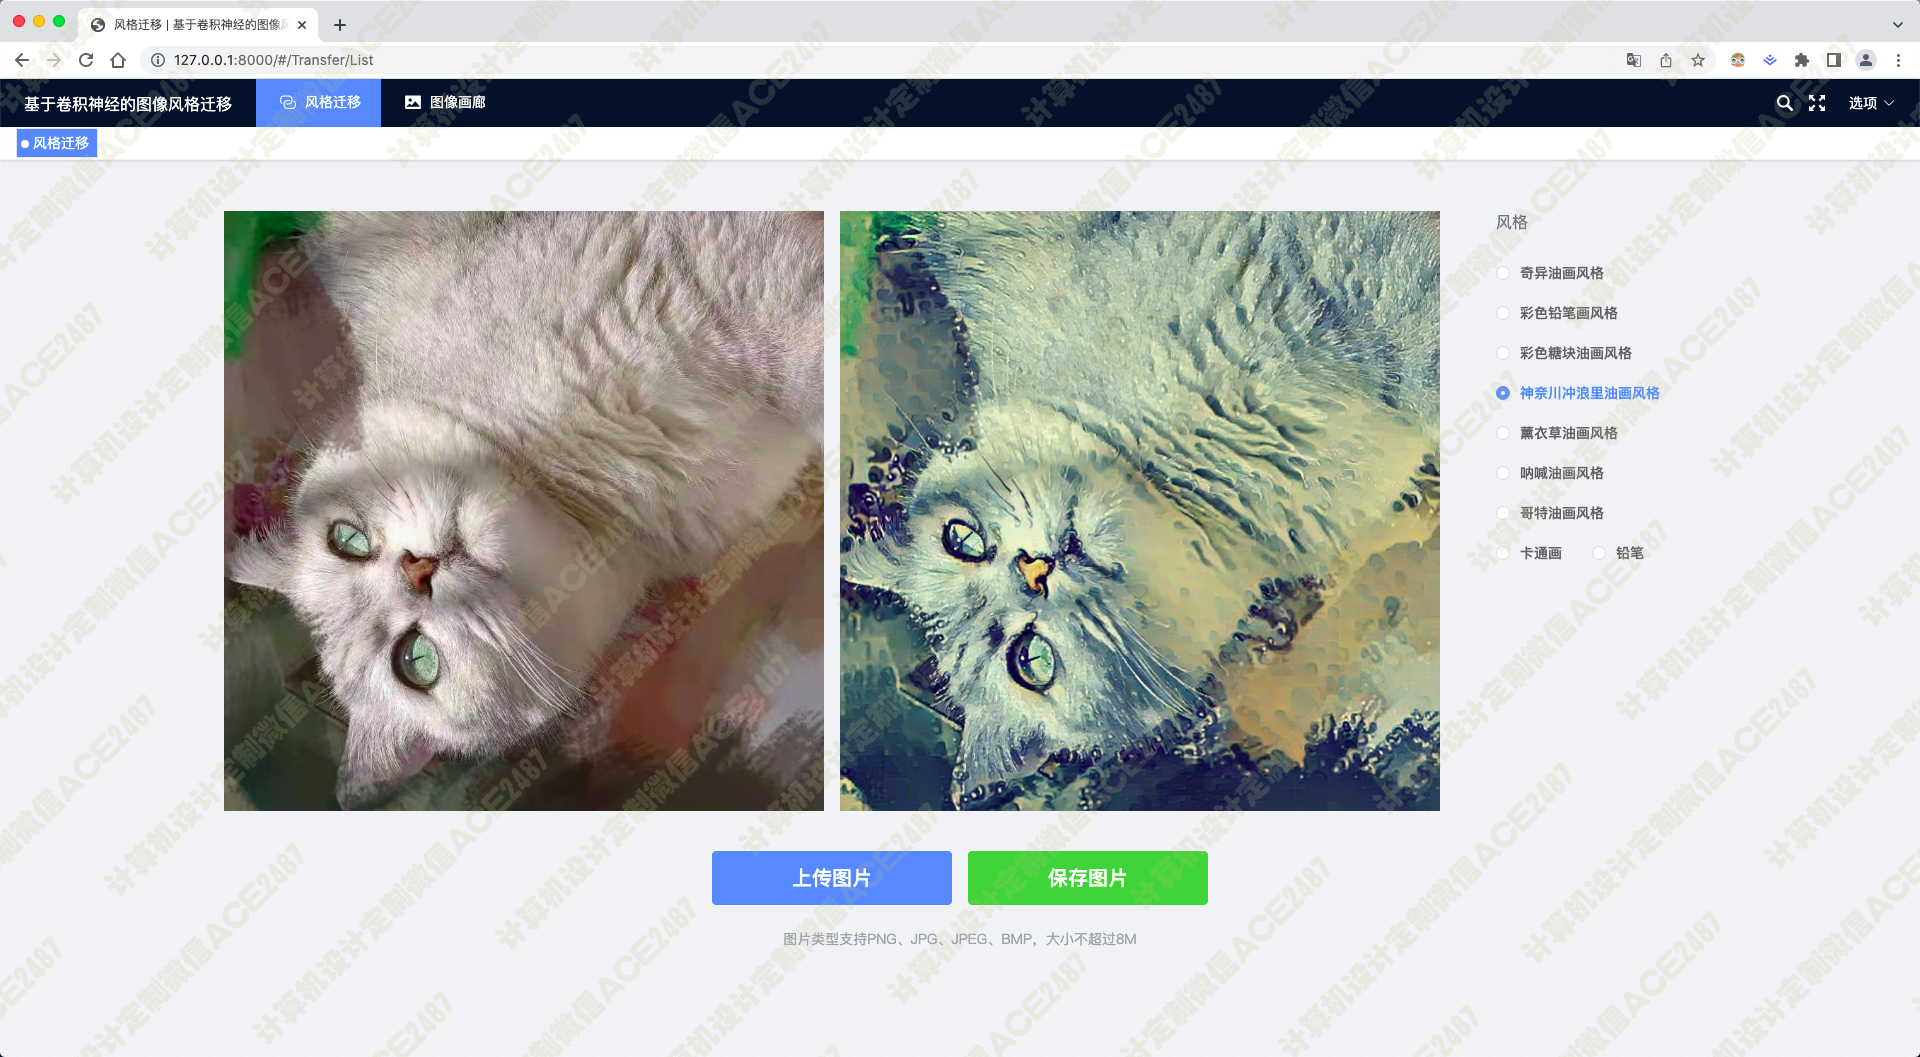 风格迁移 | 基于卷积神经的图像风
127.0.0.1:8000/#/Transfer/List
基于卷积神经的图像风格迁移
风格迁移
图像画廊
选项
风格迁移
风格
奇异油画风格
彩色铅笔画风格
彩色糖块油画风格
神奈川冲浪里油画风格
薰衣草油画风格
呐喊油画风格
哥特油画风格
卡通画 铅笔
上传图片
保存图片
图片类型支持PNG、JPG、JPEG、BMP，大小不超过8M
计算机设计定制微信ACE2487